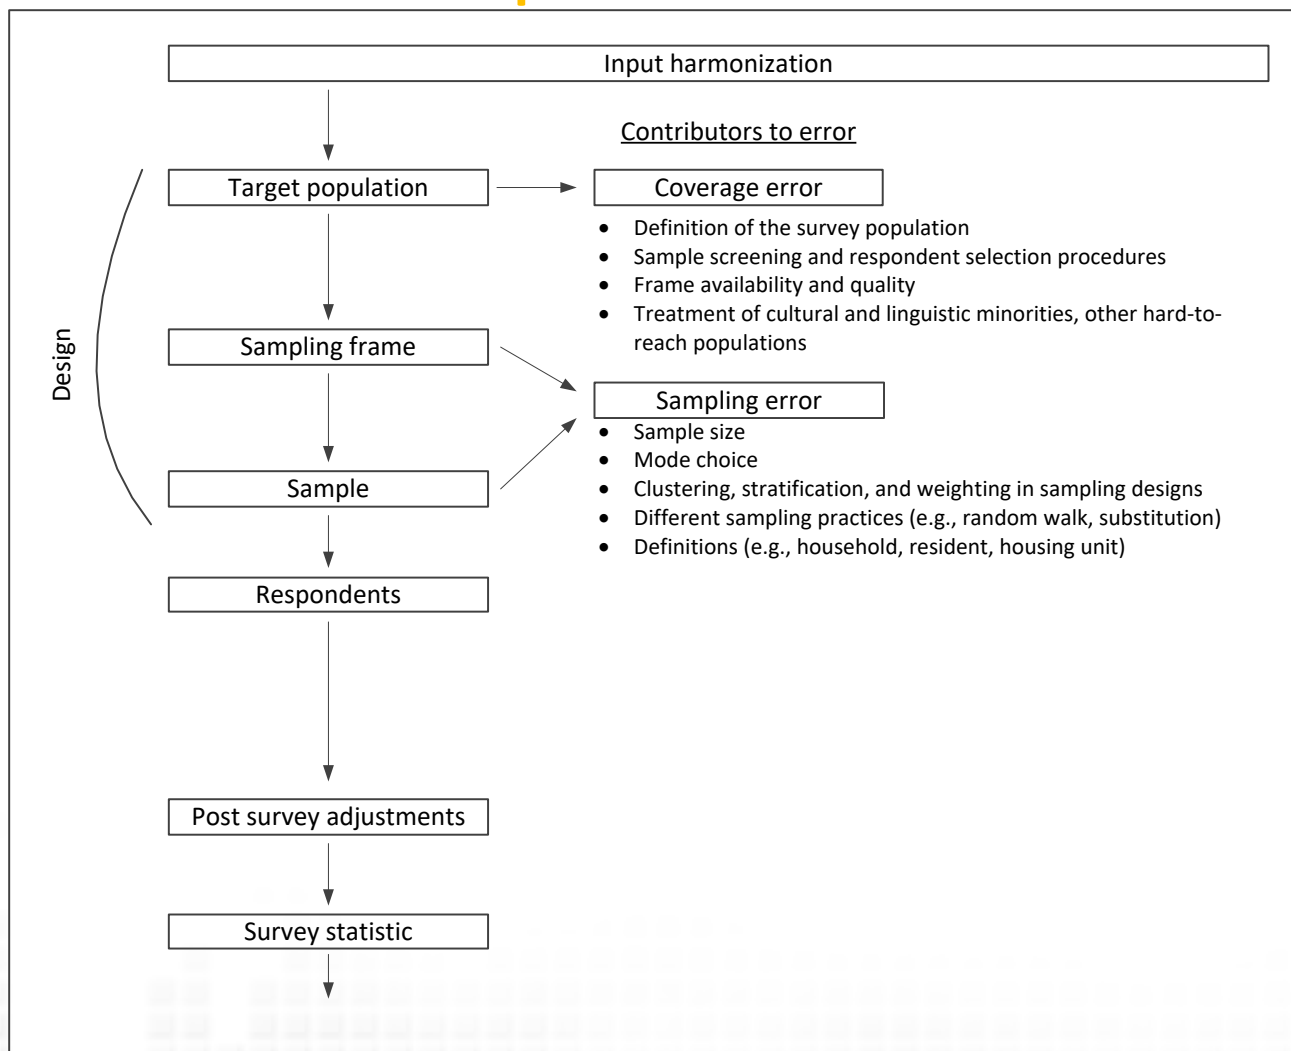 Input harmonization
Contributors to error
Target population
Coverage error
• Definition of the survey population
• Sample screening and respondent selection procedures
• Frame availability and quality
• Treatment of cultural and linguistic minorities, other hard-to-
reach populations
Design
Sampling frame
Sampling error
• Sample size
• Mode choice
• Clustering, stratification, and weighting in sampling designs
• Different sampling practices (e.g., random walk, substitution)
• Definitions (e.g., household, resident, housing unit)
Sample
Respondents
Post survey adjustments
Survey statistic